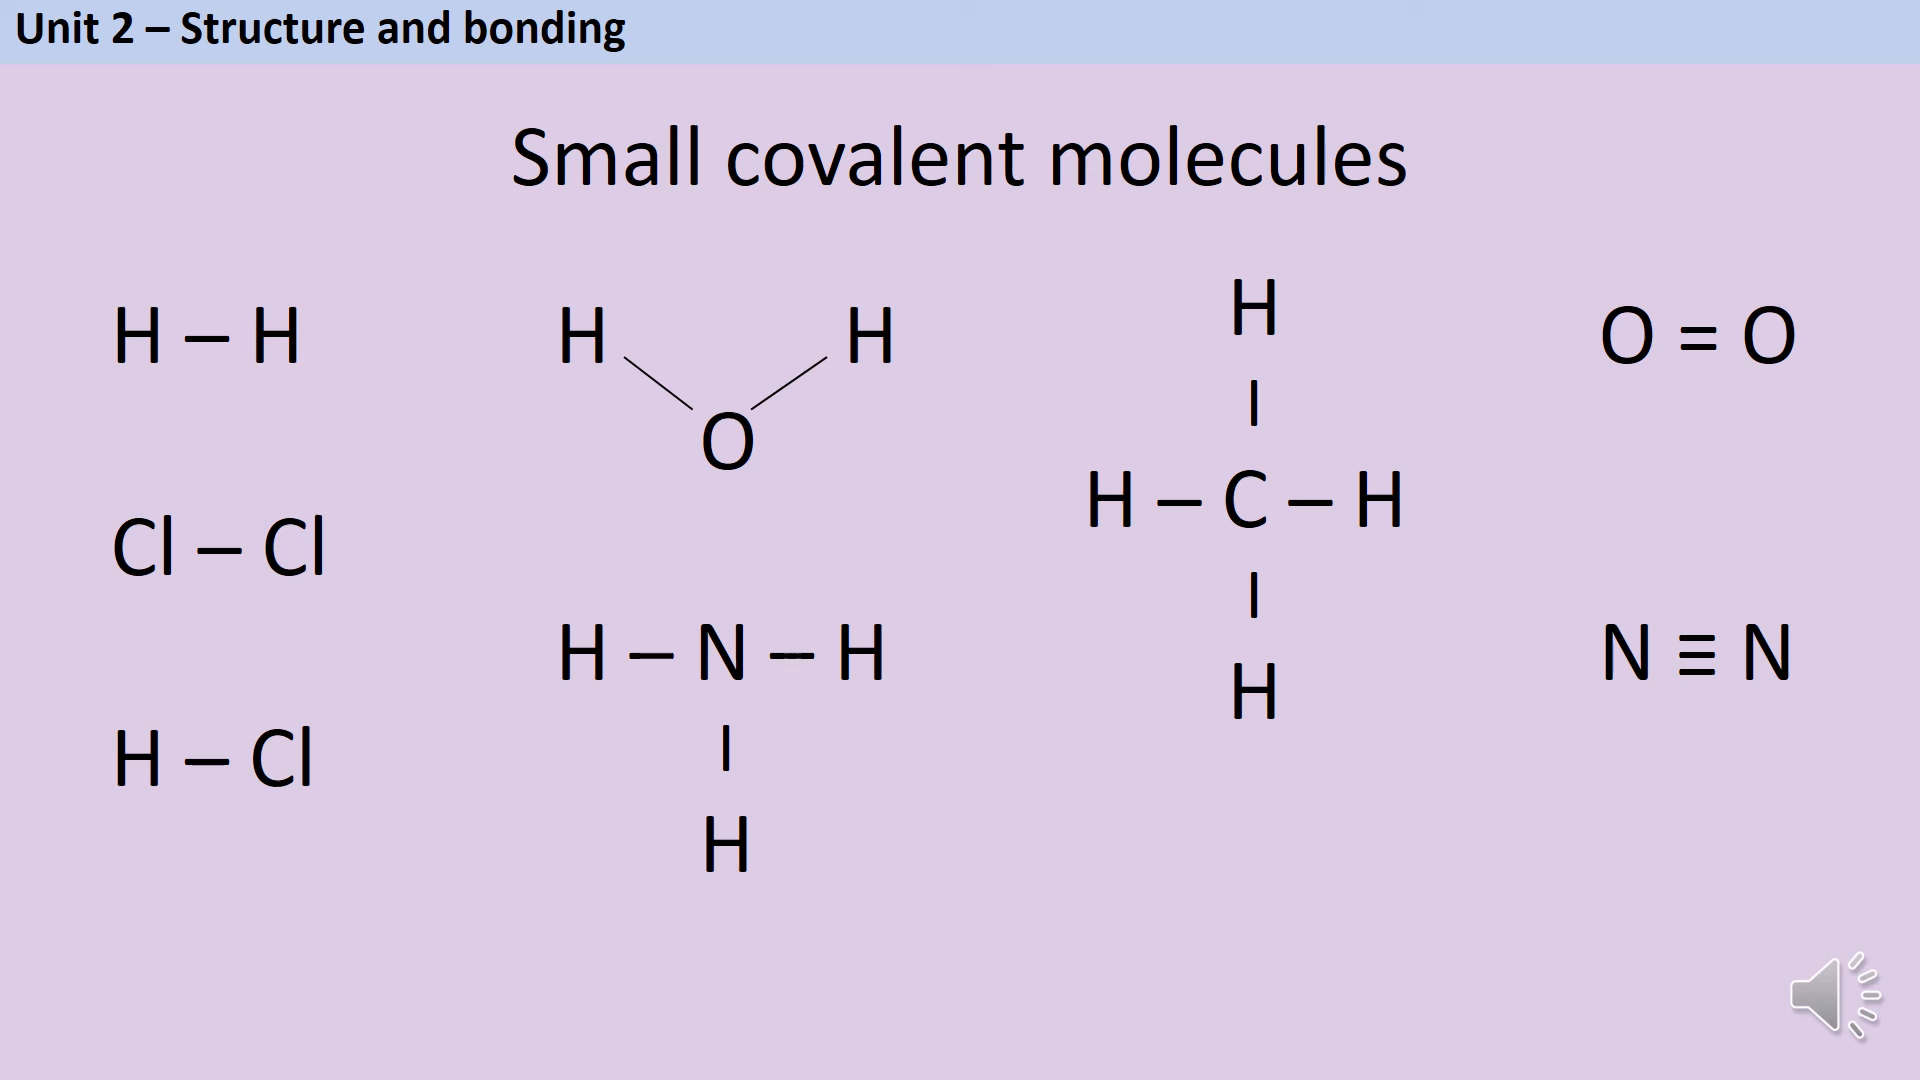 Unit 2 – Structure and bonding
Small covalent molecules
H – H
Cl – Cl
H – Cl
H H
O
H – N – H
|
H
H
|
H – C – H
|
H
O = O
N ≡ N